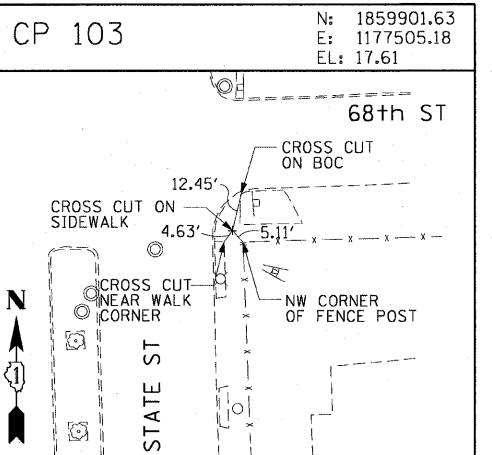 CP 103
N: 1859901.63
E: 1177505.18
EL: 17.61
68th ST
CROSS CUT
ON BOC
12.45'
CROSS CUT ON
SIDEWALK
4.63'
5.11'
CROSS CUT
NEAR WALK
CORNER
NW CORNER
OF FENCE POST
N
1
STATE ST